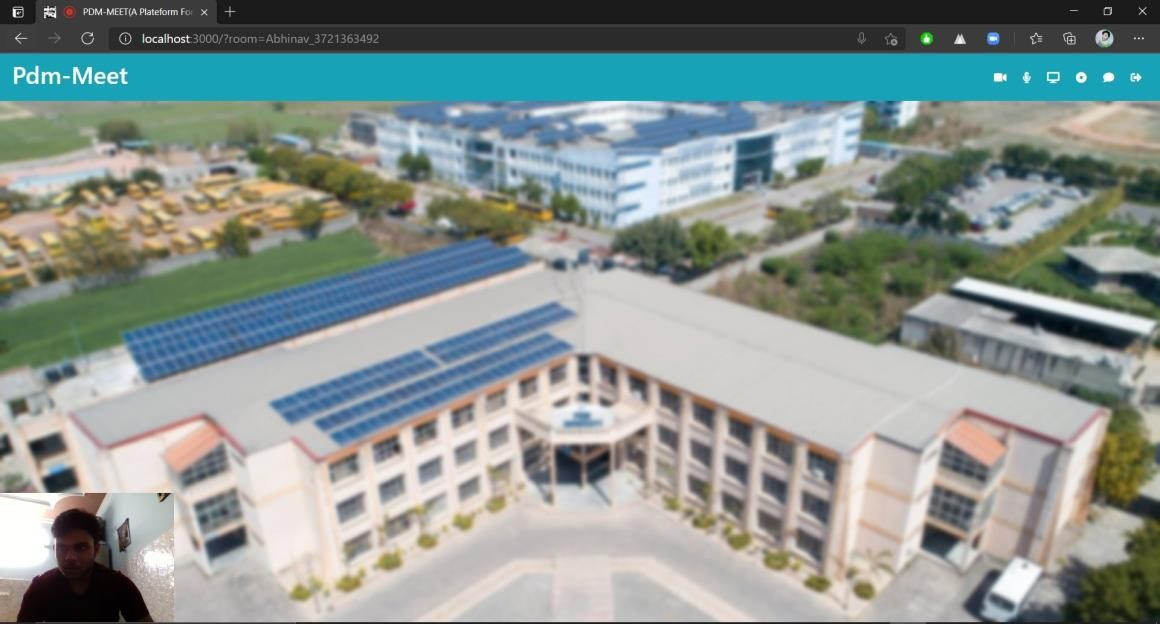 PDM-MEET(A Plateform For
localhost:3000/?room=Abhinav_3721363492
Pdm-Meet